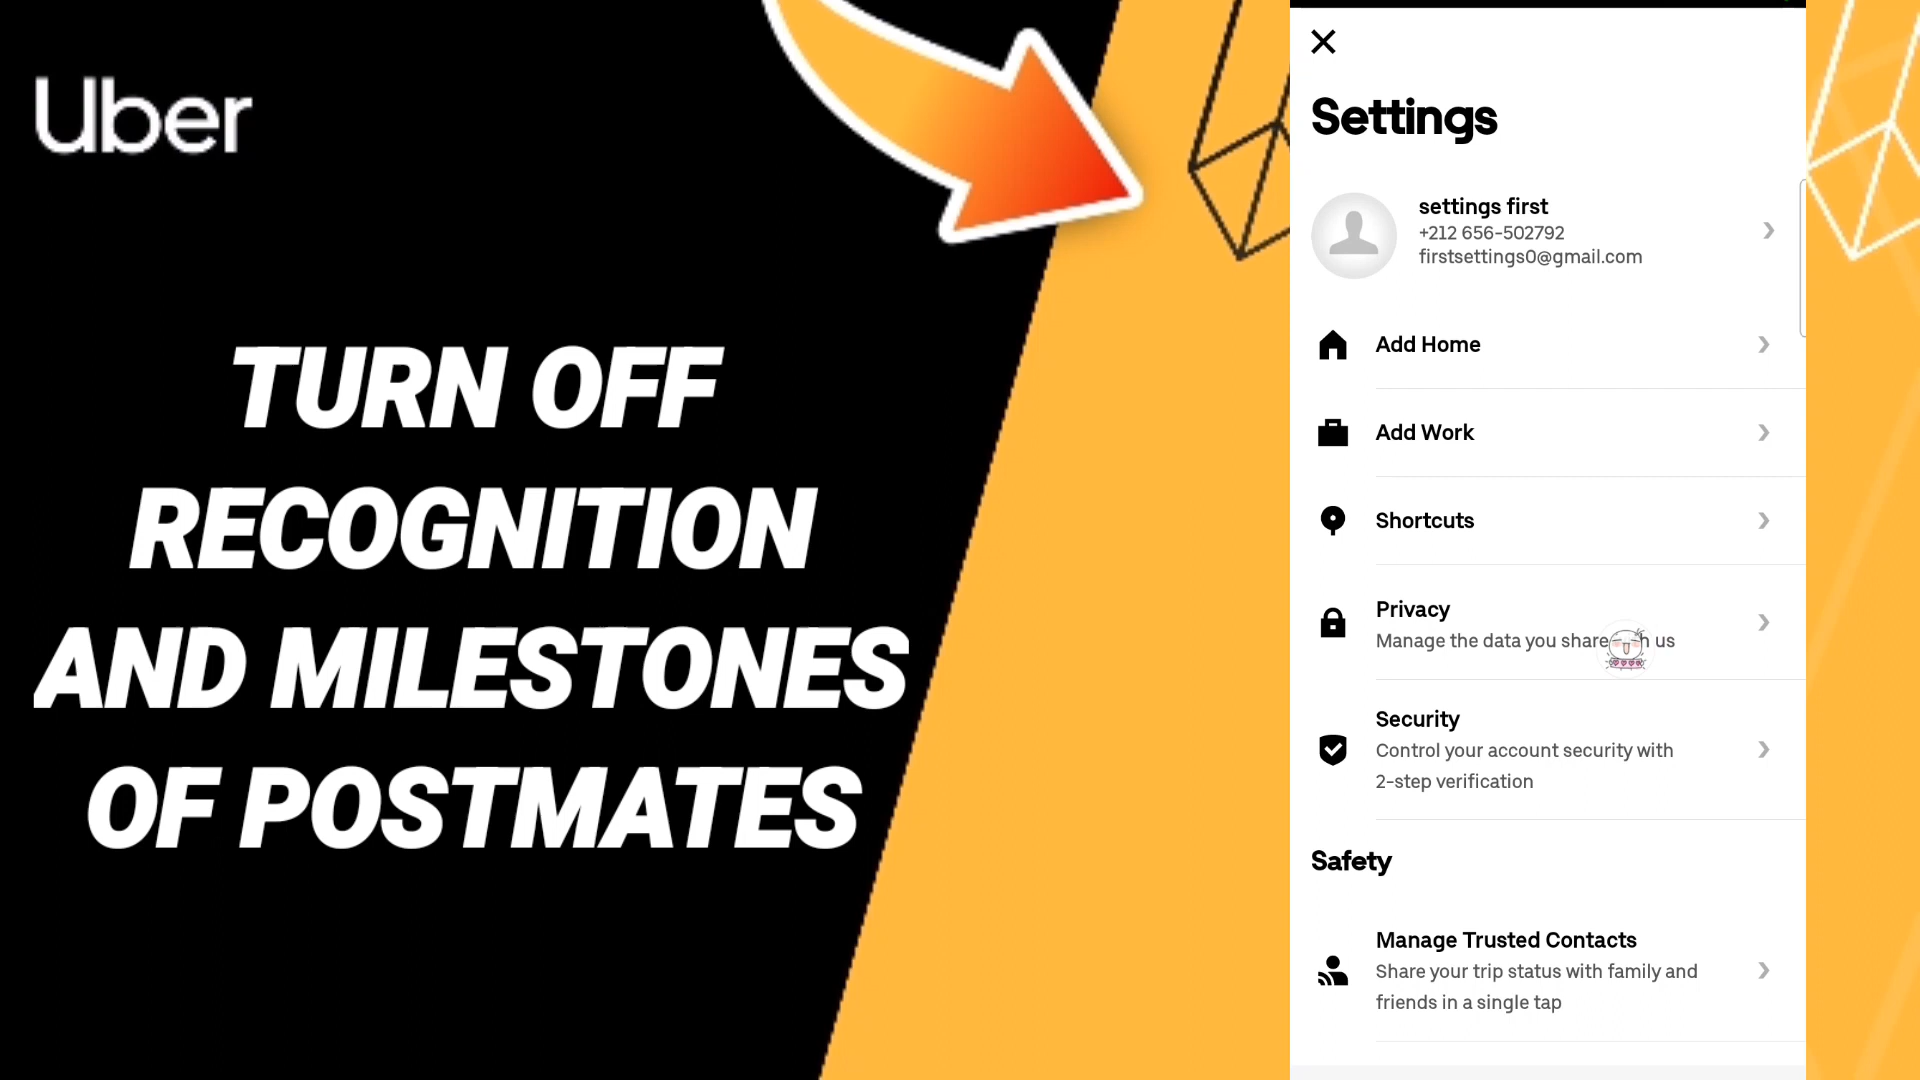 Uber
TURN OFF
RECOGNITION
AND MILESTONES
OF POSTMATES
Settings
settings first
+212 656-502792
firstsettings0@gmail.com
Add Home
Add Work
Shortcuts
Privacy
Manage the data you share us
Security
Control your account security with
2-step verification
Safety
Manage Trusted Contacts
Share your trip status with family and
friends in a single tap